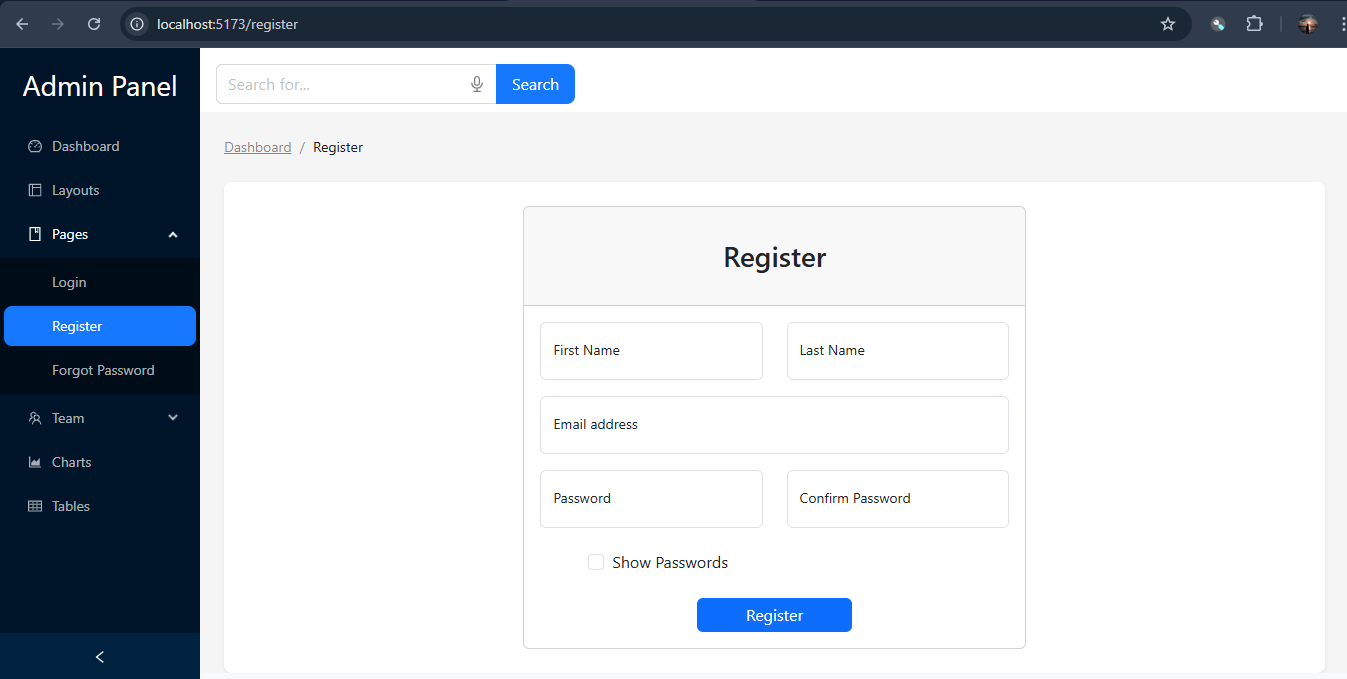 localhost:5173/register
Admin Panel
Dashboard
Layouts
Pages
Login
Register
Forgot Password
Team
Charts
Tables
Search for...
Search
Dashboard / Register
Register
First Name
Last Name
Email address
Password
Confirm Password
Show Passwords
Register